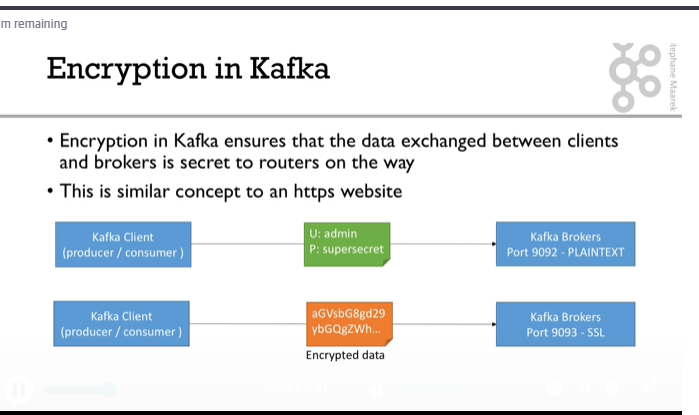 m remaining
Encryption in Kafka
tephane Maarek
• Encryption in Kafka ensures that the data exchanged between clients
and brokers is secret to routers on the way
• This is similar concept to an https website
Kafka Client
(producer / consumer )
U: admin
P: supersecret
Kafka Brokers
Port 9092 - PLAINTEXT
Kafka Client
(producer / consumer )
aGVsbG8gd29
ybGQgZWh...
Kafka Brokers
Port 9093 - SSL
Encrypted data